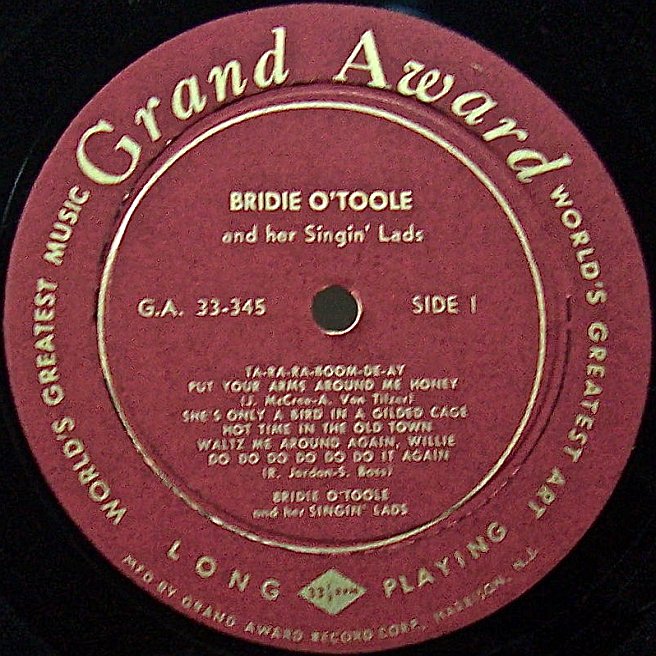 Grand Award
WORLD'S GREATEST MUSIC
WORLD'S GREATEST ART
BRIDIE O'TOOLE
and her Singin' Lads
G.A. 33-345
SIDE 1
TA-RA-RA-BOOM-DE-AY
PUT YOUR ARMS AROUND ME HONEY
(J. McCree-A. Von Tilzer)
SHE'S ONLY A BIRD IN A GILDED CAGE
HOT TIME IN THE OLD TOWN
WALTZ ME AROUND AGAIN, WILLIE
DO DO DO DO DO DO IT AGAIN
(R. Jordan-S. Bass)
BRIDIE O'TOOLE
and her SINGIN' LADS
LONG 33⅓ RPM PLAYING
MFD BY GRAND AWARD RECORD CORP., HARRISON, N.J.